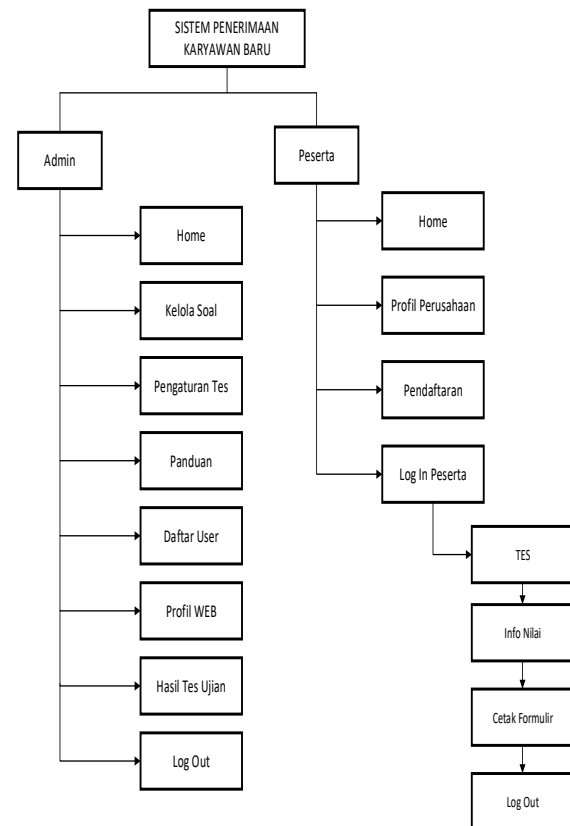 SISTEM PENERIMAAN
KARYAWAN BARU
Admin
Home
Kelola Soal
Pengaturan Tes
Panduan
Daftar User
Profil WEB
Hasil Tes Ujian
Log Out
Peserta
Home
Profil Perusahaan
Pendaftaran
Log In Peserta
TES
Info Nilai
Cetak Formulir
Log Out